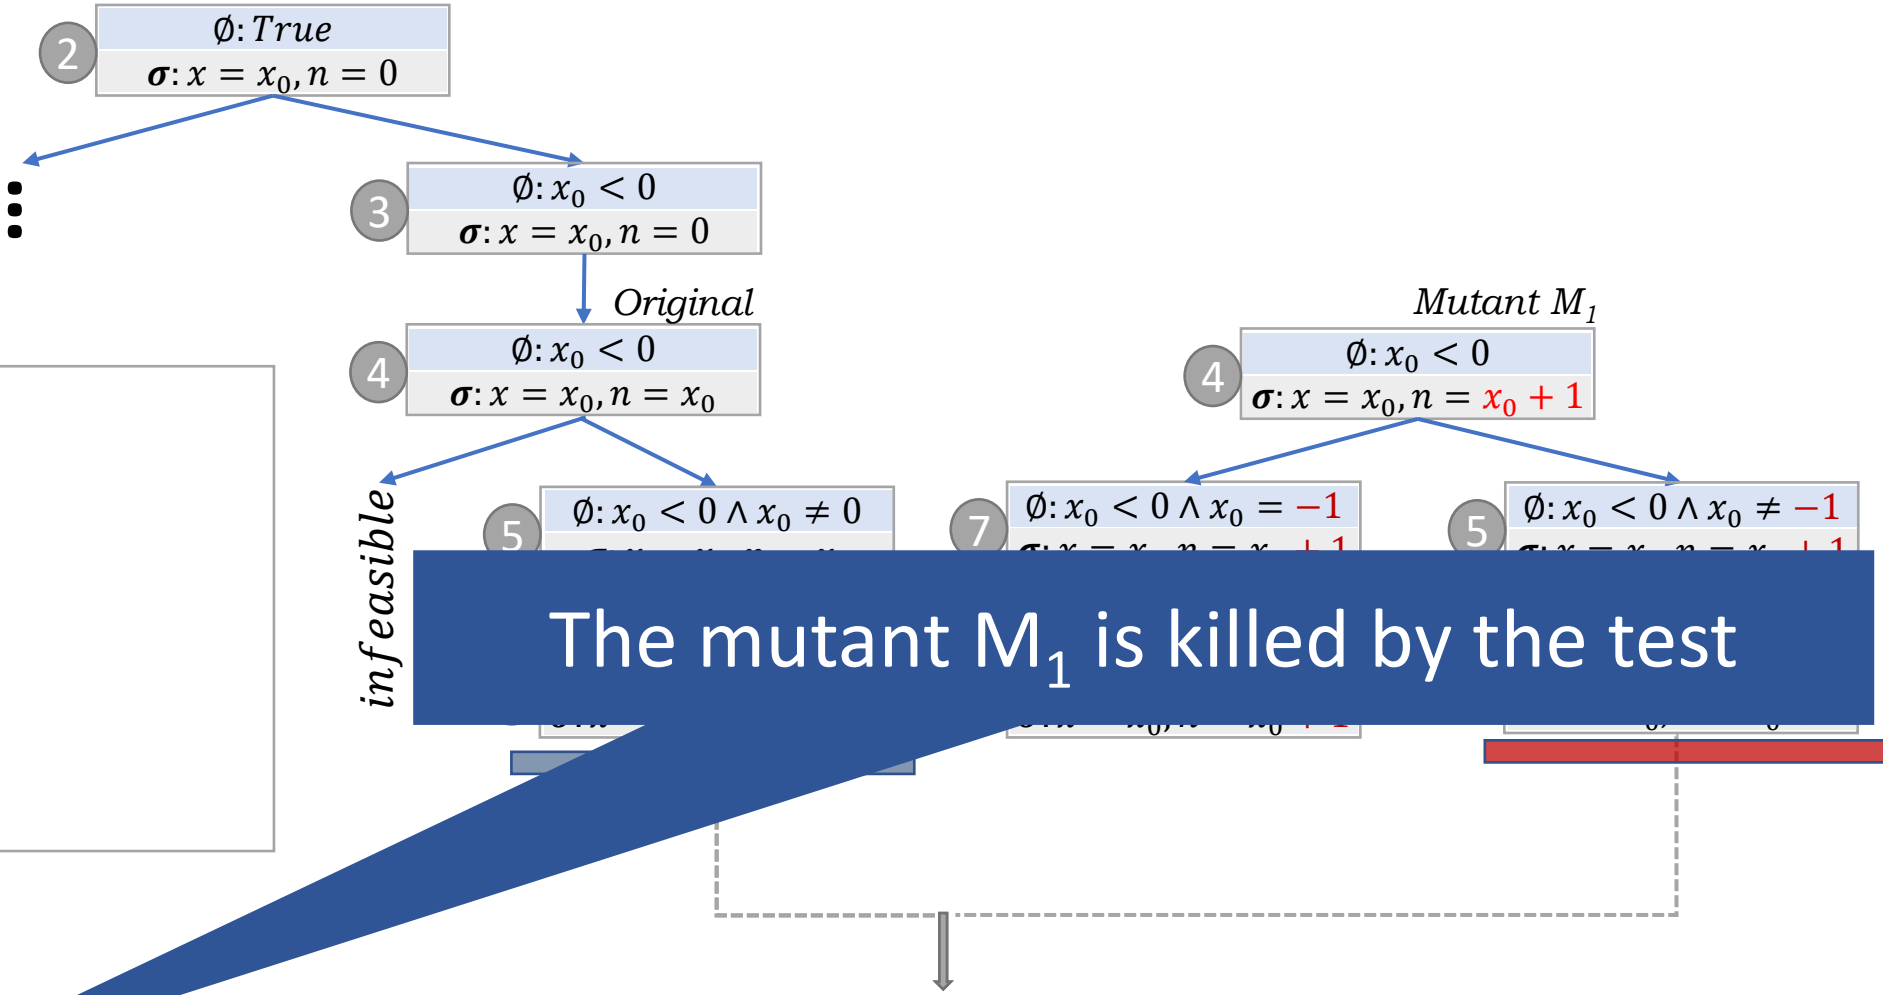 2
∅: True
σ: x = x₀, n = 0
⋮
3
∅: x₀ < 0
σ: x = x₀, n = 0
Original
Mutant M₁
4
∅: x₀ < 0
σ: x = x₀, n = x₀
4
∅: x₀ < 0
σ: x = x₀, n = x₀ + 1
infeasible
5
∅: x₀ < 0 ∧ x₀ ≠ 0
7
∅: x₀ < 0 ∧ x₀ = −1
5
∅: x₀ < 0 ∧ x₀ ≠ −1
The mutant M₁ is killed by the test